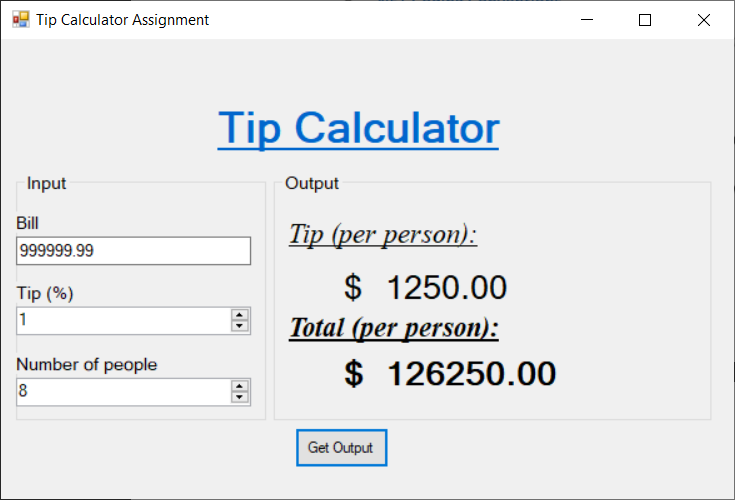 Tip Calculator Assignment
Tip Calculator
Input
Bill
999999.99
Tip (%)
1
Number of people
8
Output
Tip (per person):
$ 1250.00
Total (per person):
$ 126250.00
Get Output